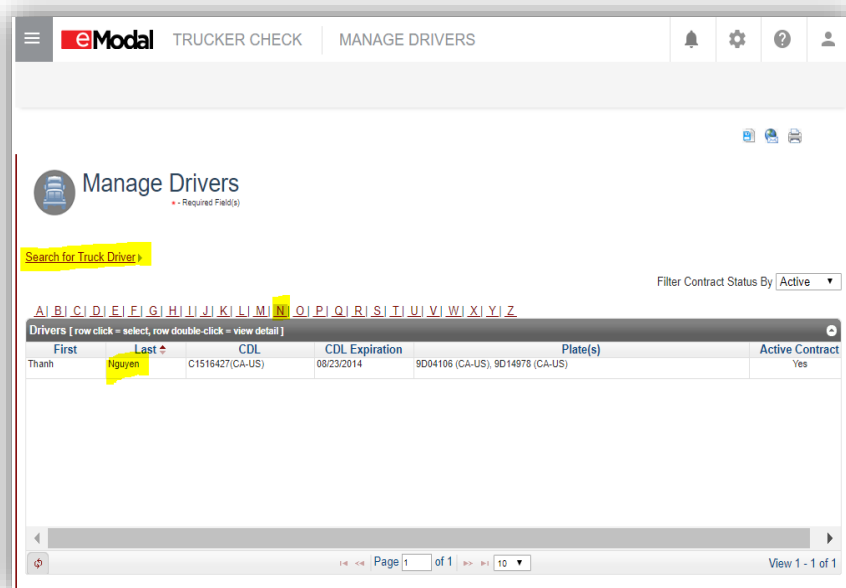 eModal TRUCKER CHECK MANAGE DRIVERS
Manage Drivers
* - Required Field(s)
Search for Truck Driver
Filter Contract Status By Active
A| B| C| D| E| F| G| H| I| J| K| L| M| N| O| P| Q| R| S| T| U| V| W| X| Y| Z
Drivers [ row click = select, row double-click = view detail ]
First Last CDL CDL Expiration Plate(s) Active Contract
Thanh Nguyen C1516427(CA-US) 08/23/2014 9D04106 (CA-US), 9D14978 (CA-US) Yes
Page 1 of 1 10 View 1 - 1 of 1